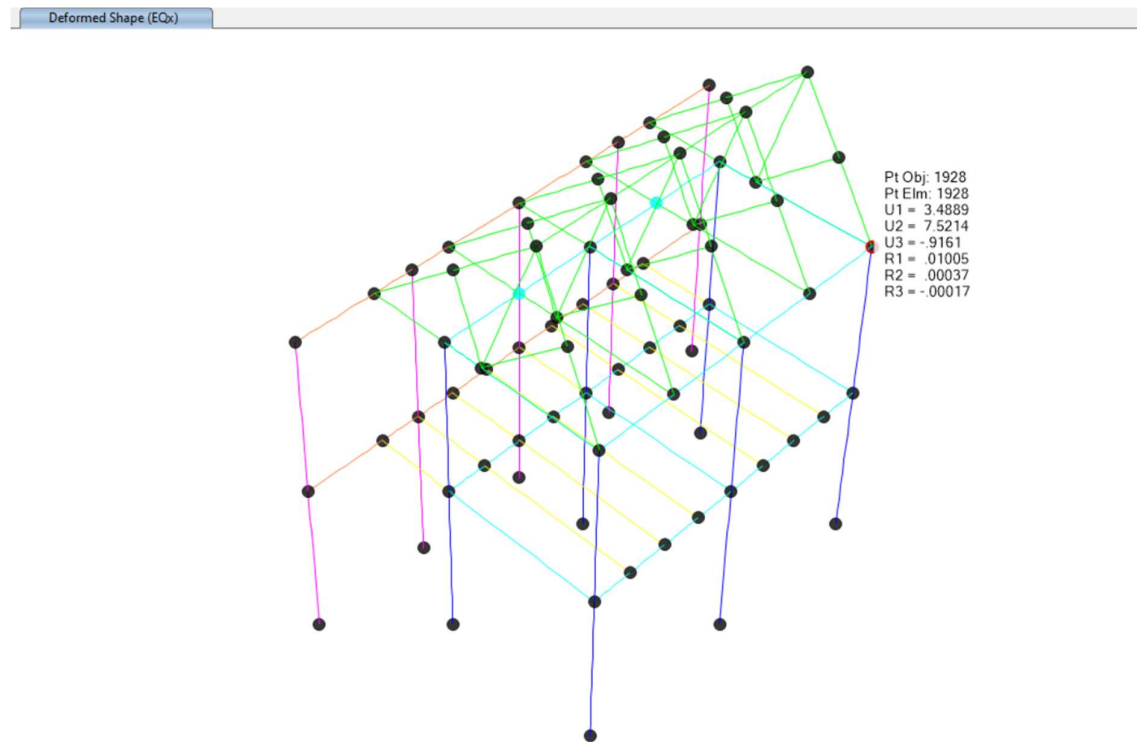 Deformed Shape (EQx)
Pt Obj: 1928
Pt Elm: 1928
U1 = 3.4889
U2 = 7.5214
U3 = -.9161
R1 = .01005
R2 = .00037
R3 = -.00017